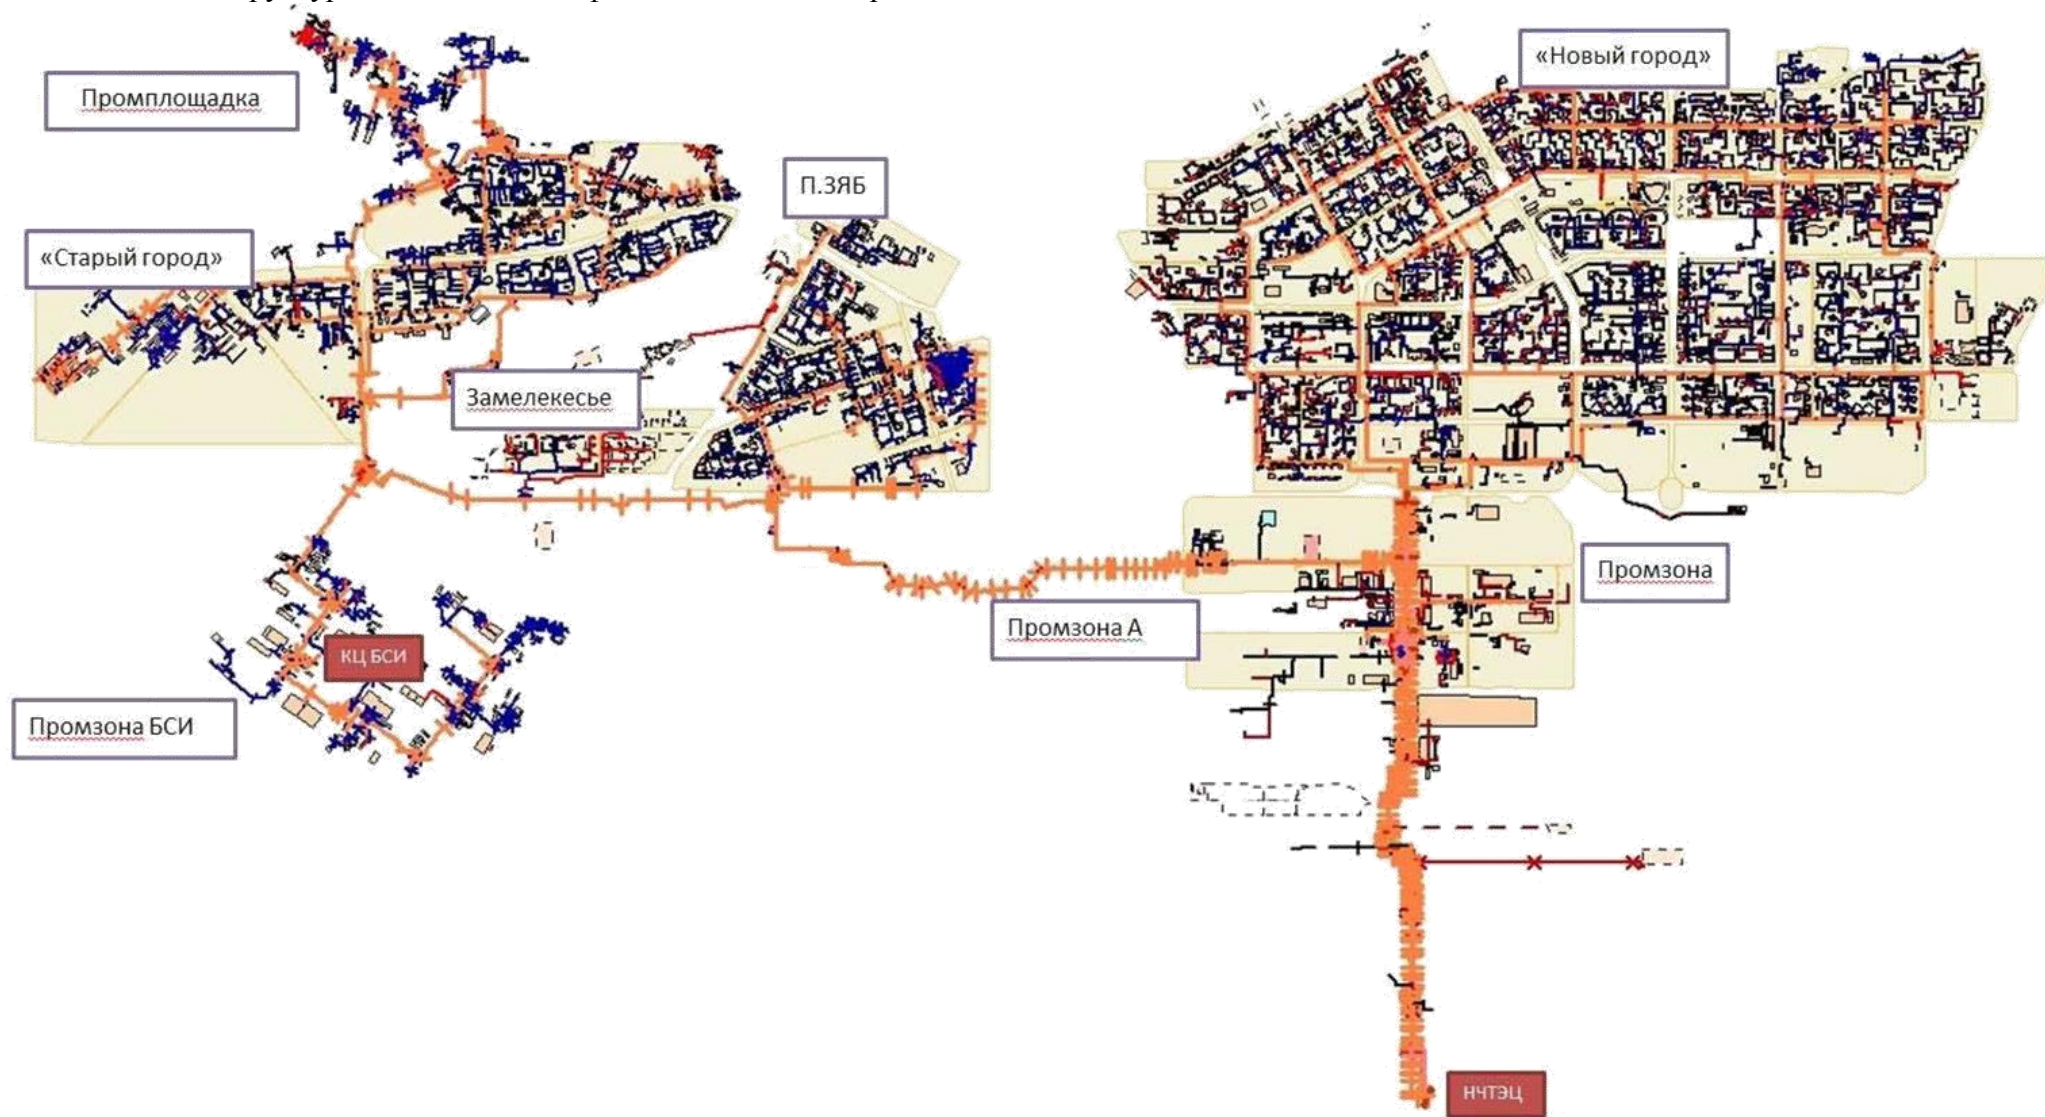 «Новый город»
Промплощадка
П.ЗЯБ
«Старый город»
Замелекесье
Промзона
Промзона А
КЦ БСИ
Промзона БСИ
НЧТЭЦ